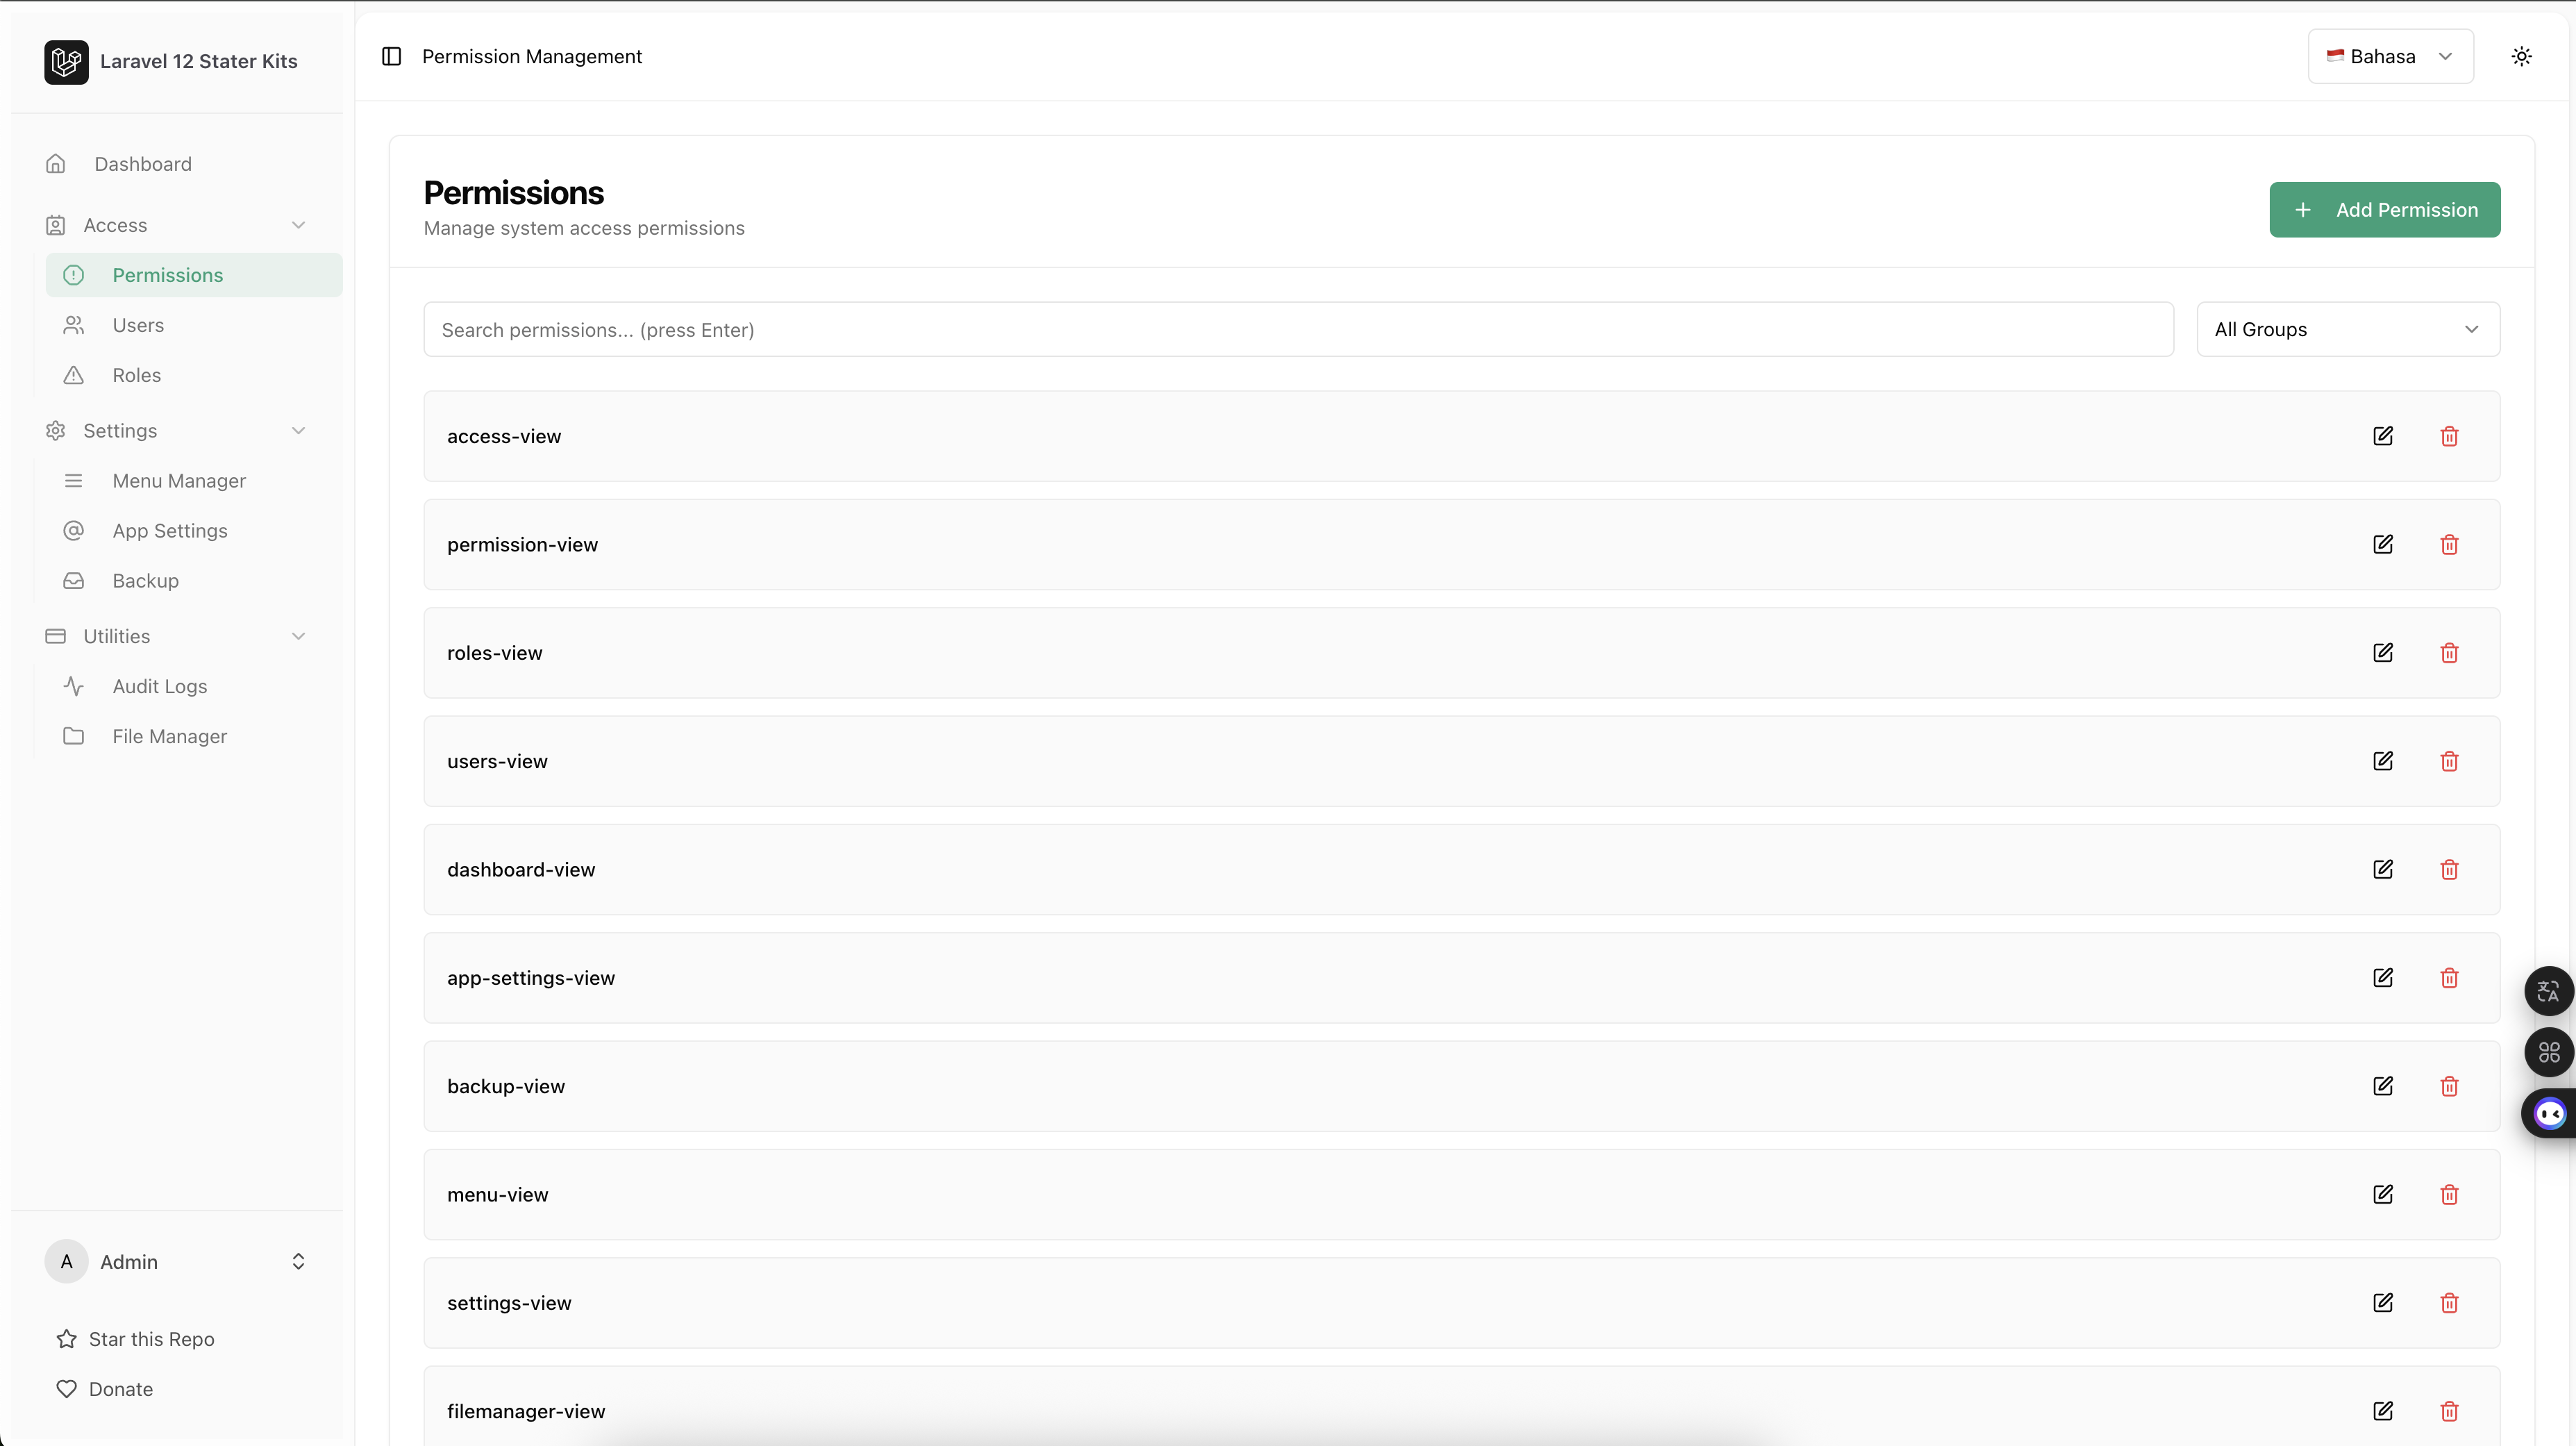 Laravel 12 Stater Kits
Dashboard
Access
Permissions
Users
Roles
Settings
Menu Manager
App Settings
Backup
Utilities
Audit Logs
File Manager
A Admin
Star this Repo
Donate
Permission Management
Bahasa
Permissions
Manage system access permissions
Add Permission
Search permissions... (press Enter)
All Groups
access-view
permission-view
roles-view
users-view
dashboard-view
app-settings-view
backup-view
menu-view
settings-view
filemanager-view